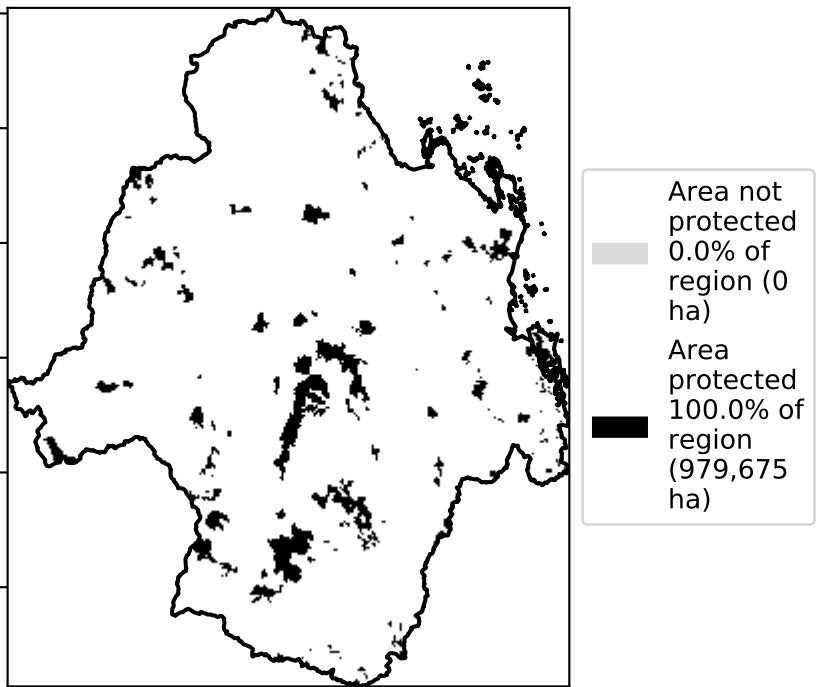 Area not
protected
0.0% of
region (0
ha)
Area
protected
100.0% of
region
(979,675
ha)